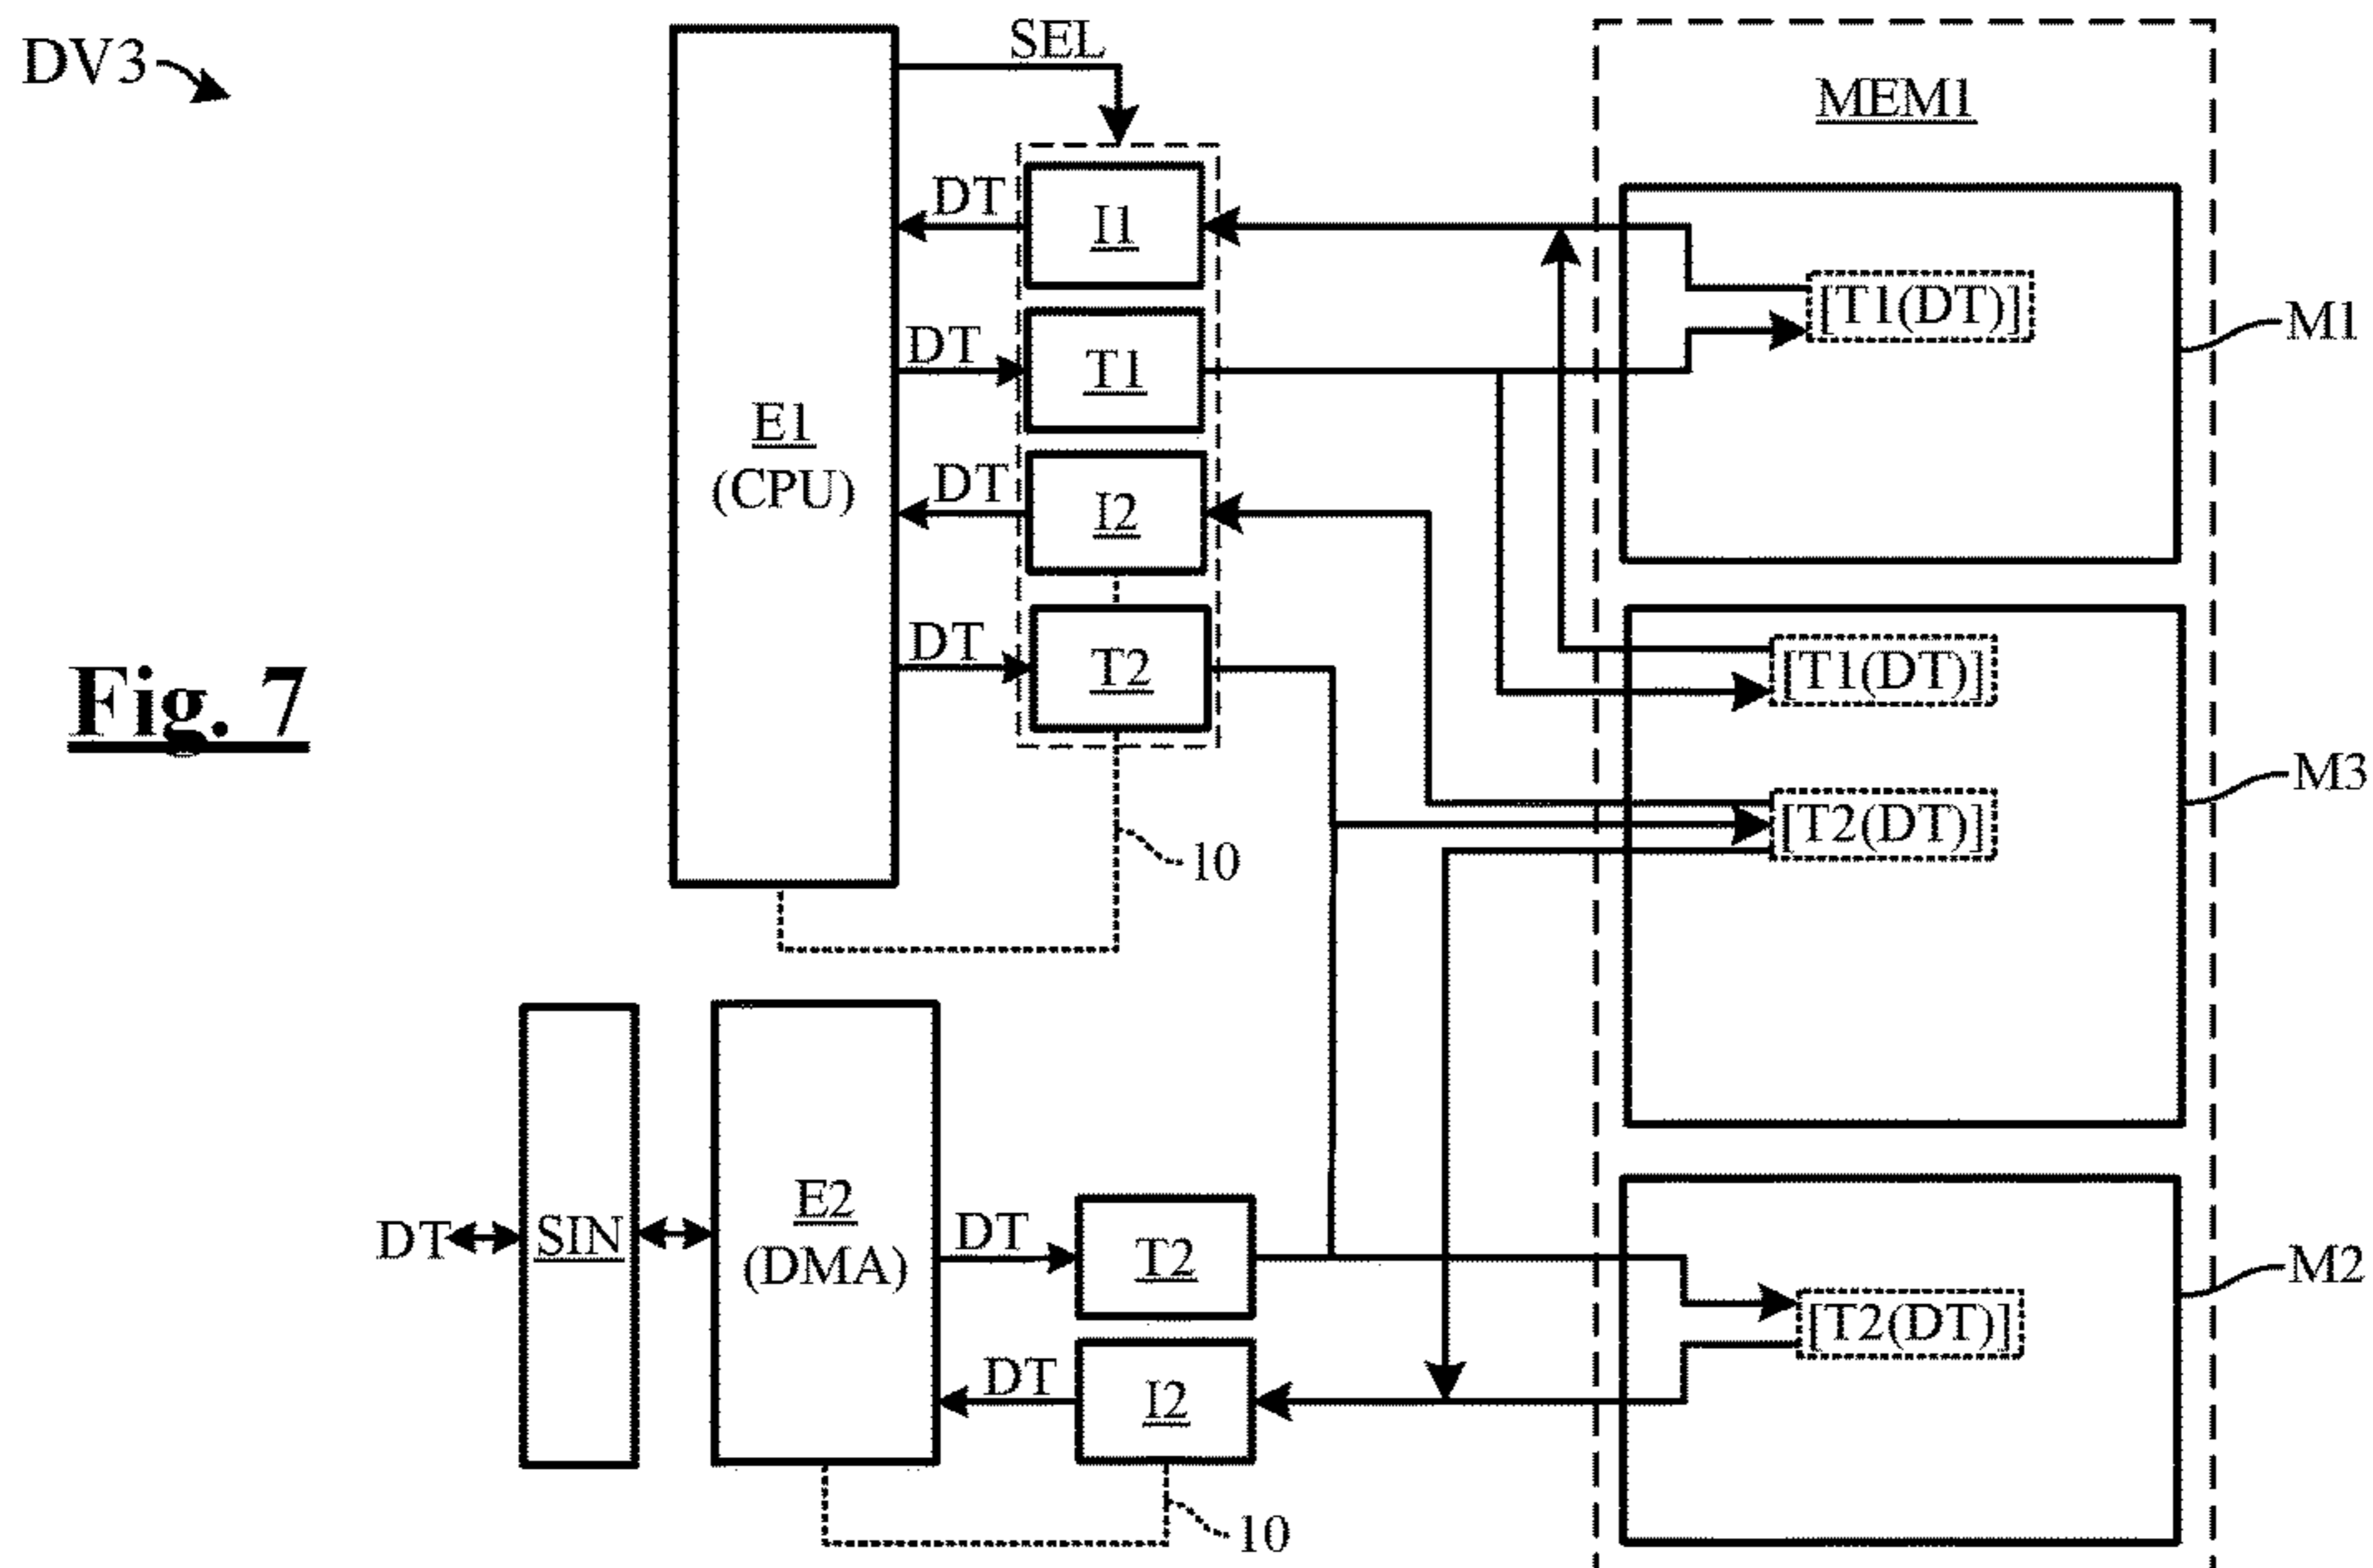 DV3
SEL
MEM1
DT
I1
[T1(DT)]
M1
DT
T1
E1
(CPU)
DT
I2
DT
T2
[T1(DT)]
Fig. 7
M3
[T2(DT)]
10
E2
(DMA)
DT
SIN
DT
T2
M2
[T2(DT)]
DT
I2
10